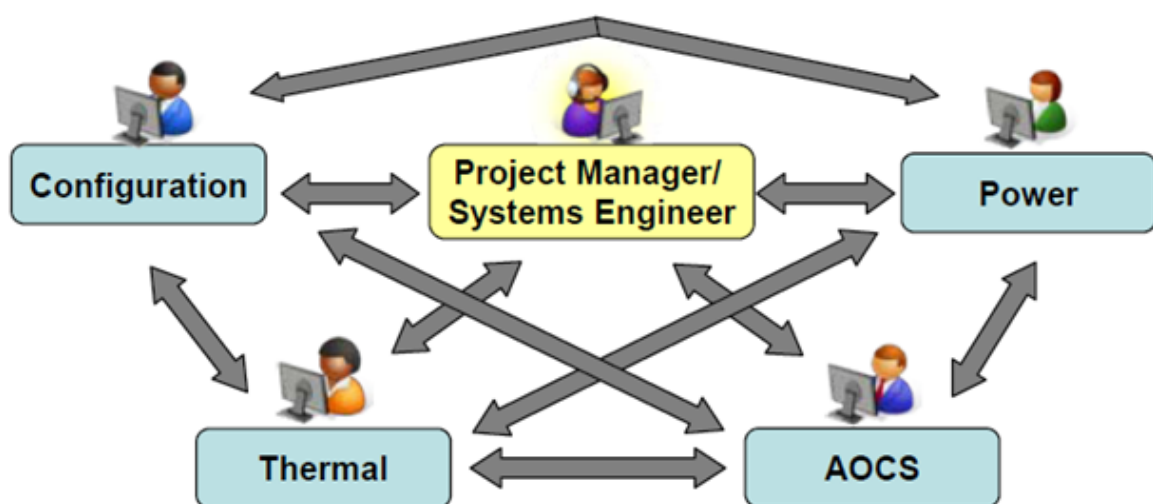 Configuration
Project Manager/
Systems Engineer
Power
Thermal
AOCS